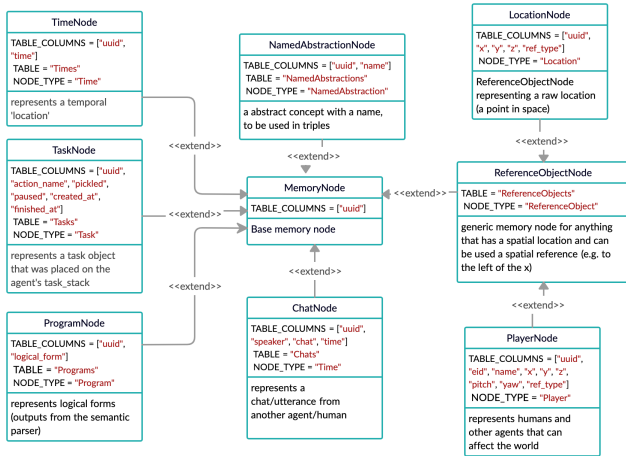 TimeNode
TABLE_COLUMNS = ["uuid",
"time"]
TABLE = "Times"
NODE_TYPE = "Time"
represents a temporal
'location'
<<extend>>
TaskNode
TABLE_COLUMNS = ["uuid",
"action_name", "pickled",
"paused", "created_at",
"finished_at"]
TABLE = "Tasks"
NODE_TYPE = "Task"
represents a task object
that was placed on the
agent's task_stack
<<extend>>
ProgramNode
TABLE_COLUMNS = ["uuid",
"logical_form"]
TABLE = "Programs"
NODE_TYPE = "Program"
represents logical forms
(outputs from the semantic
parser)
<<extend>>
NamedAbstractionNode
TABLE_COLUMNS = ["uuid", "name"]
TABLE = "NamedAbstractions"
NODE_TYPE = "NamedAbstraction"
a abstract concept with a name,
to be used in triples
<<extend>>
MemoryNode
TABLE_COLUMNS = ["uuid"]
Base memory node
<<extend>>
ChatNode
TABLE_COLUMNS = ["uuid",
"speaker", "chat", "time"]
TABLE = "Chats"
NODE_TYPE = "Time"
represents a
chat/utterance from
another agent/human
LocationNode
TABLE_COLUMNS = ["uuid",
"x", "y", "z", "ref_type"]
NODE_TYPE = "Location"
ReferenceObjectNode
representing a raw location
(a point in space)
<<extend>>
<<extend>>
ReferenceObjectNode
TABLE = "ReferenceObjects"
NODE_TYPE = "ReferenceObject"
generic memory node for anything
that has a spatial location and can
be used a spatial reference (e.g. to
the left of the x)
<<extend>>
PlayerNode
TABLE_COLUMNS = ["uuid",
"eid", "name", "x", "y", "z",
"pitch", "yaw", "ref_type"]
NODE_TYPE = "Player"
represents humans and
other agents that can
affect the world